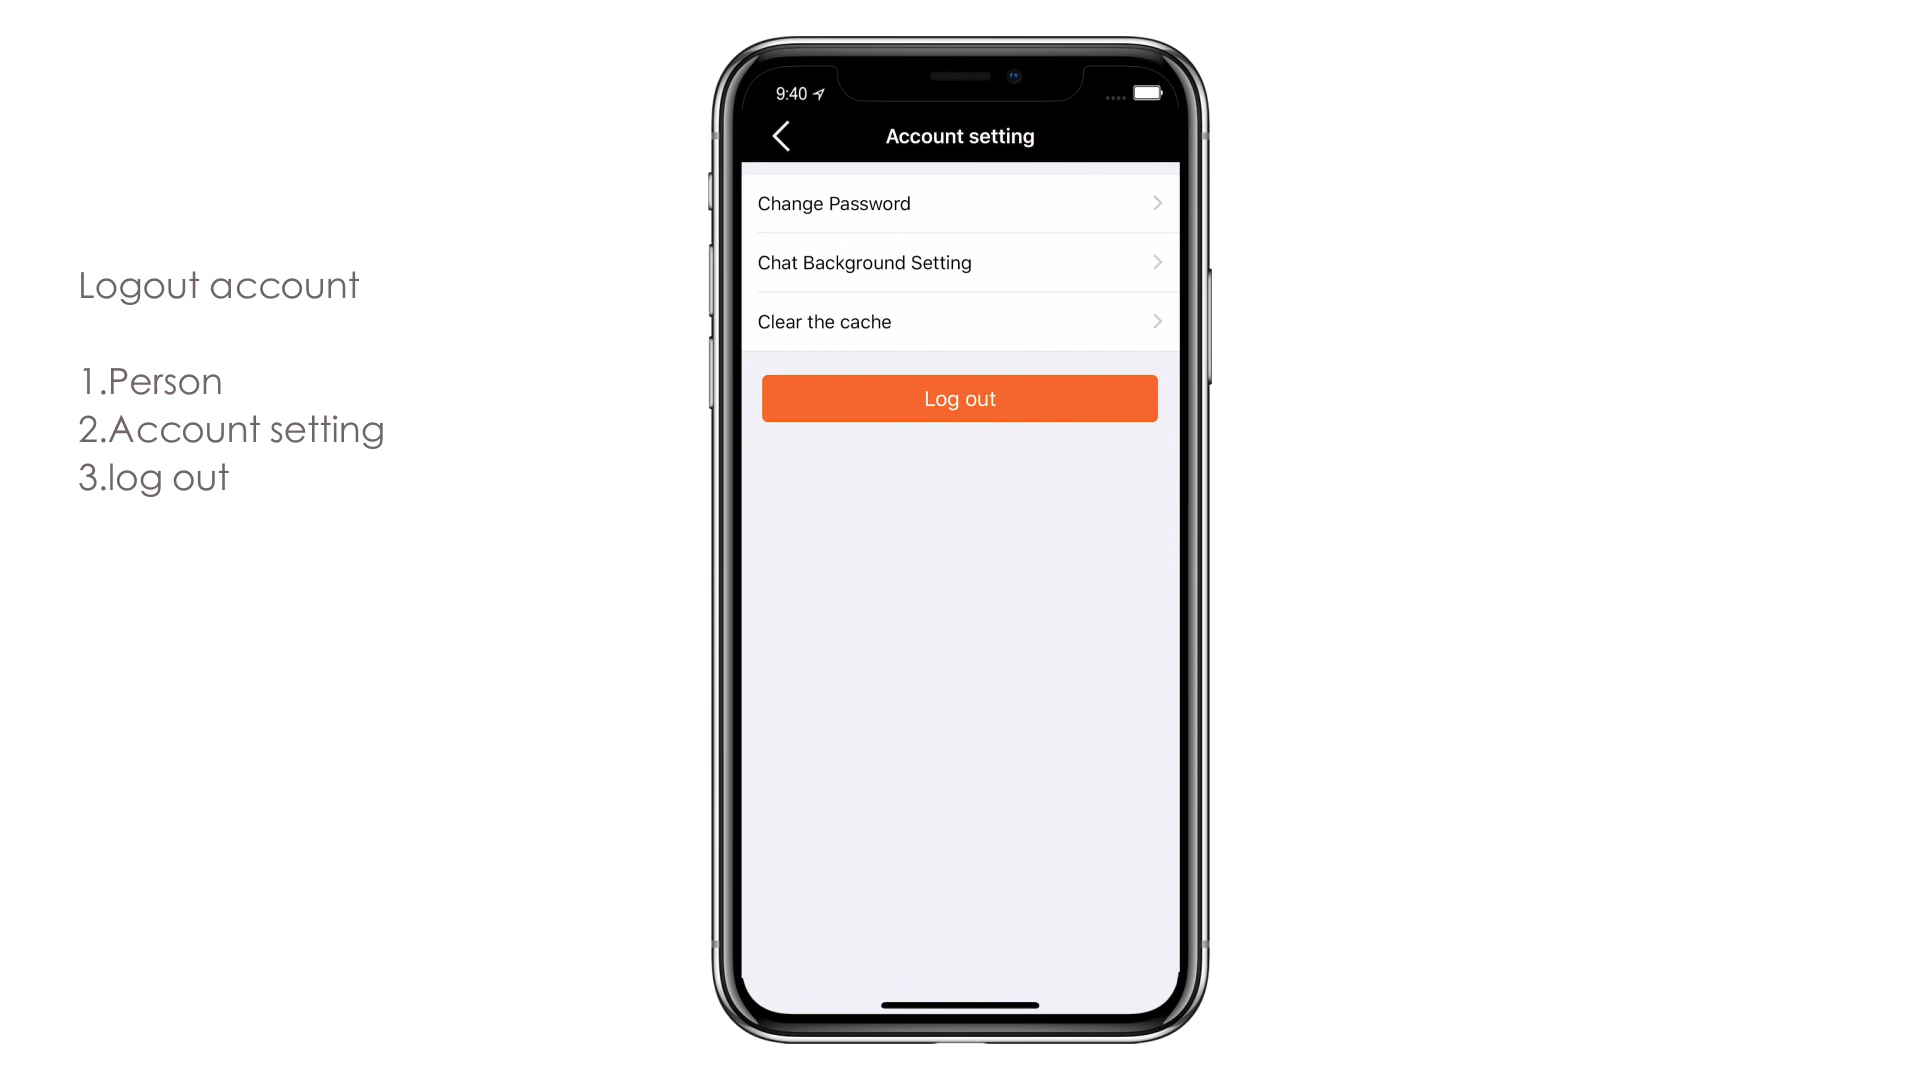 Logout account
1.Person
2.Account setting
3.log out
9:40
Account setting
Change Password
Chat Background Setting
Clear the cache
Log out